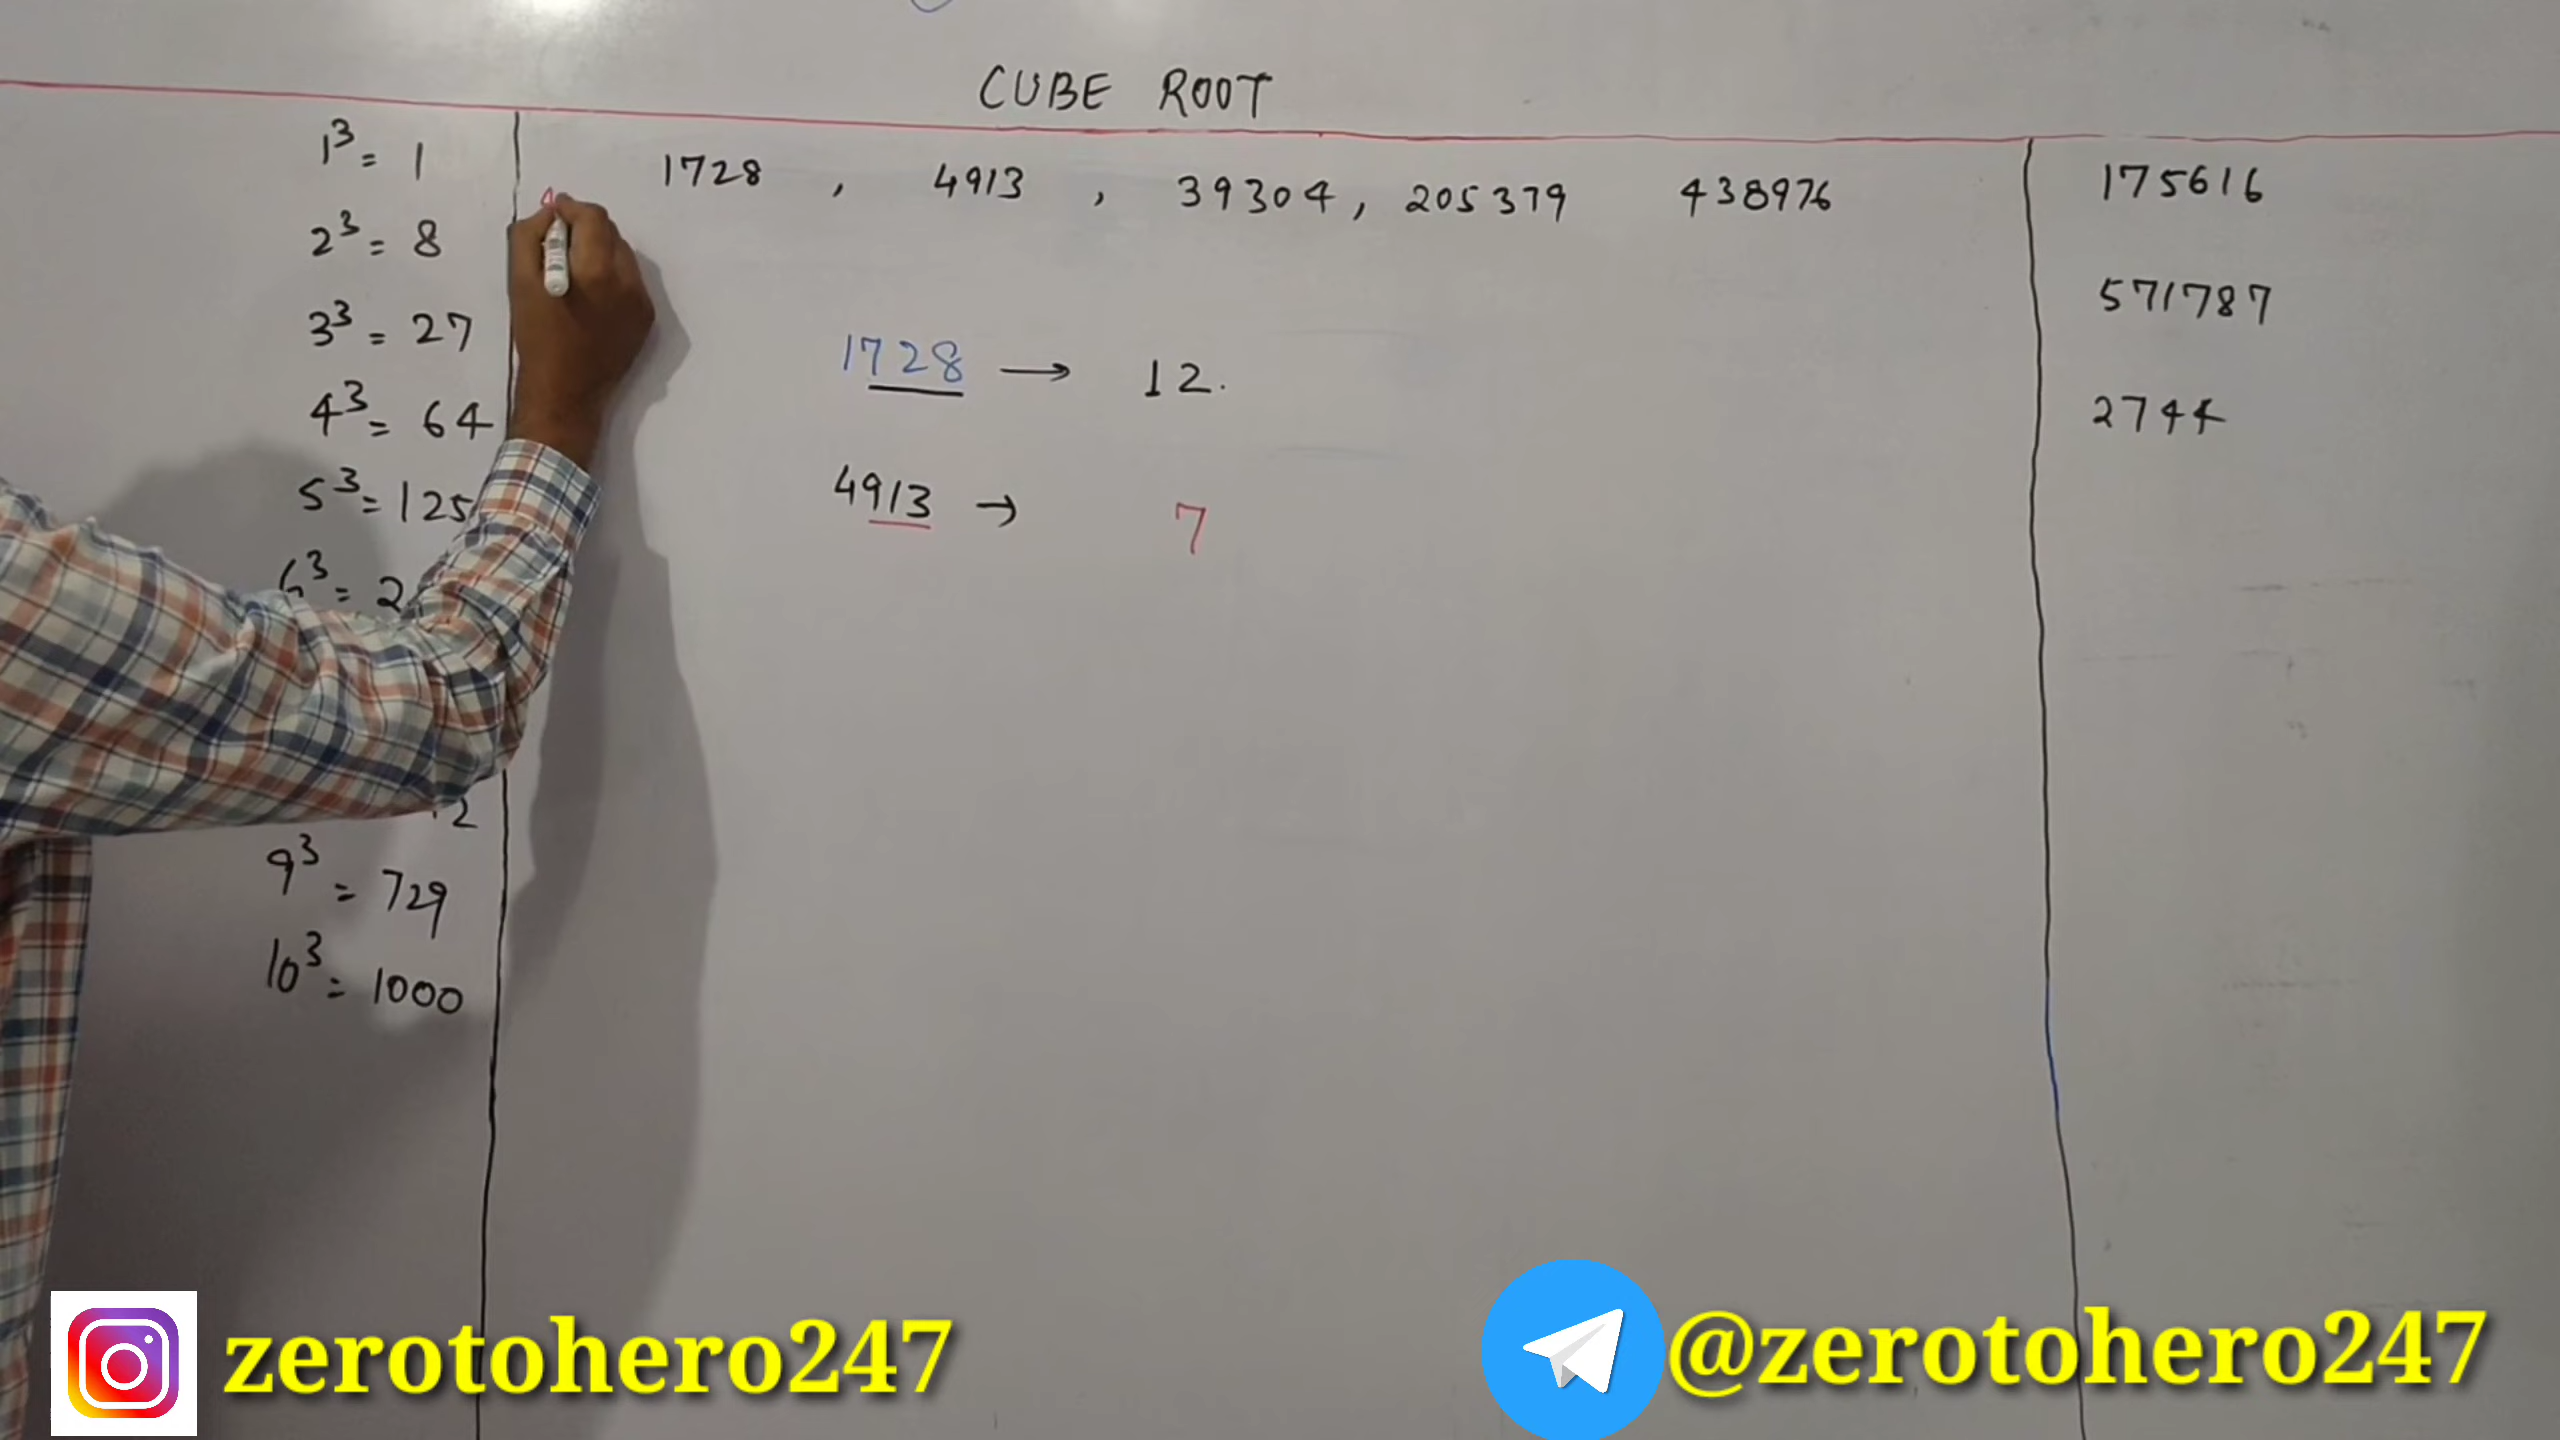 CUBE ROOT
1³ = 1
2³ = 8
3³ = 27
4³ = 64
5³ = 125
6³ = 2
2
9³ = 729
10³ = 1000
1728 , 4913 , 39304, 205379 438976
1728 → 12.
4913 → 7
175616
571787
2744
zerotohero247
@zerotohero247